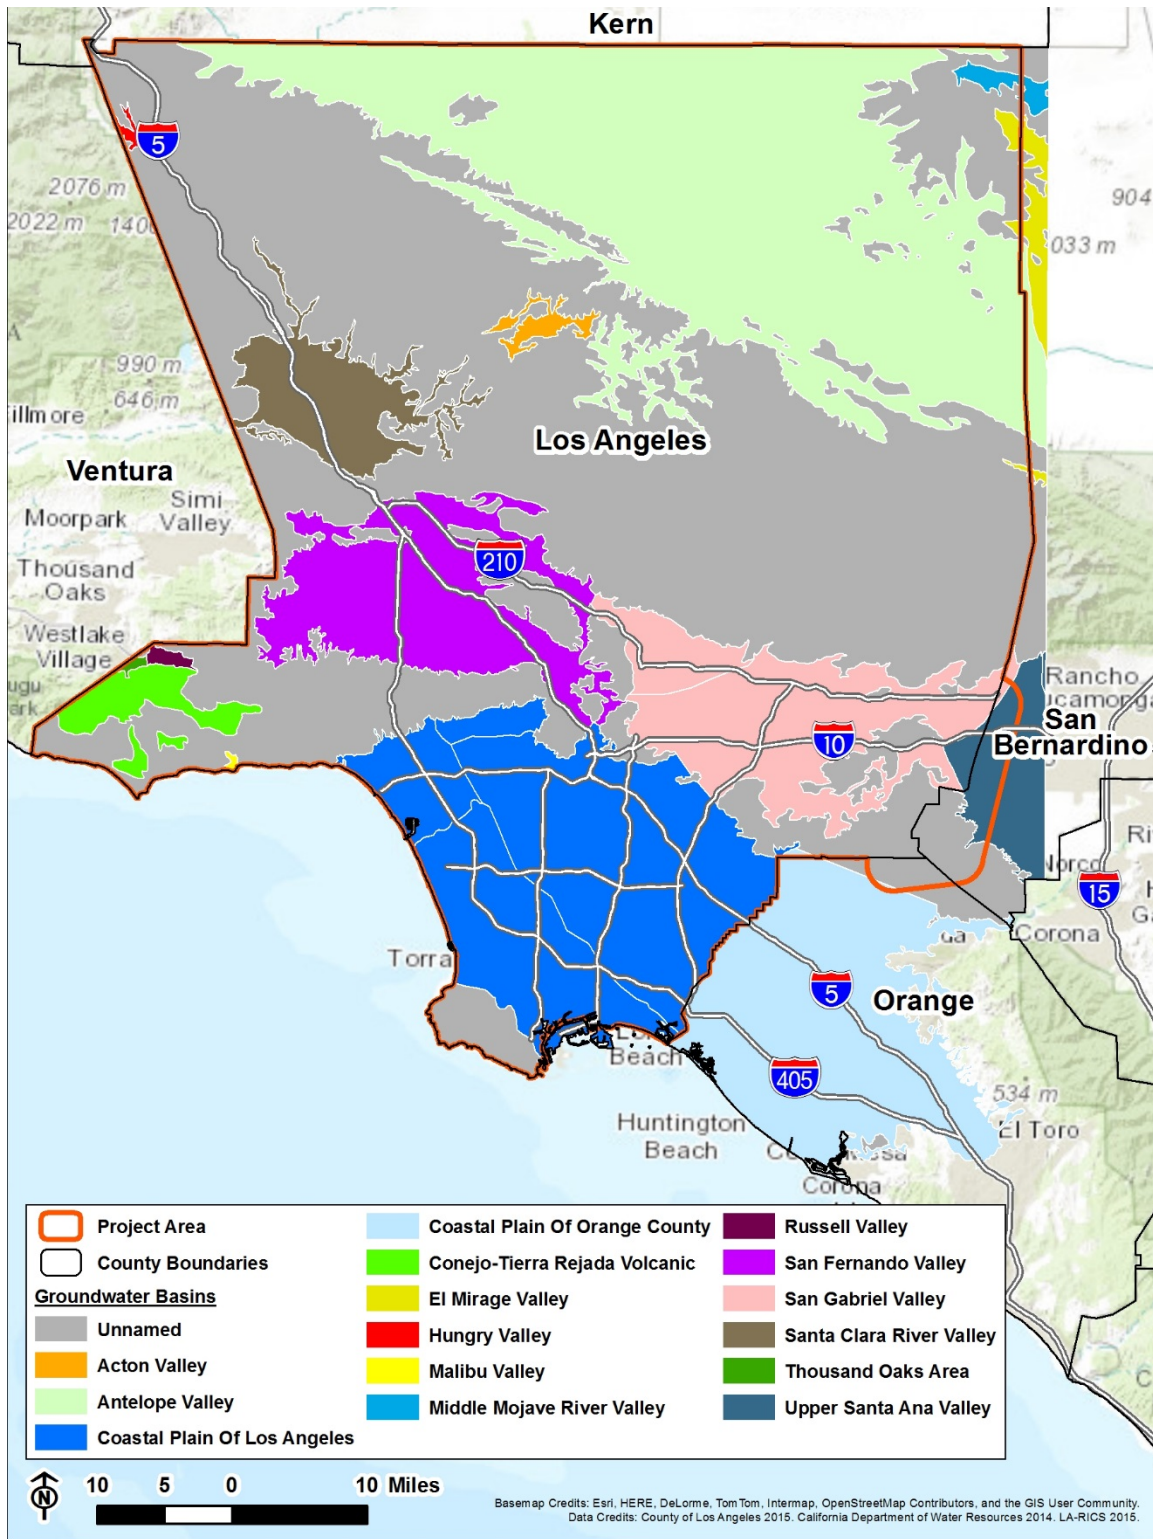 Kern
5
2076 m
2022 m
904
033 m
990 m
646 m
illmore
Los Angeles
Ventura
Simi
Valley
Moorpark
210
Thousand
Oaks
Westlake
Village
Rancho
ucamonga
San
Bernardino
10
Norco
15
Corona
Torra
5
Orange
Beach
405
534 m
Huntington
Beach
El Toro
Corona
Project Area
County Boundaries
Groundwater Basins
Unnamed
Acton Valley
Antelope Valley
Coastal Plain Of Los Angeles
Coastal Plain Of Orange County
Conejo-Tierra Rejada Volcanic
El Mirage Valley
Hungry Valley
Malibu Valley
Middle Mojave River Valley
Russell Valley
San Fernando Valley
San Gabriel Valley
Santa Clara River Valley
Thousand Oaks Area
Upper Santa Ana Valley
N
10 5 0 10 Miles
Basemap Credits: Esri, HERE, DeLorme, TomTom, Intermap, OpenStreetMap Contributors, and the GIS User Community.
Data Credits: County of Los Angeles 2015. California Department of Water Resources 2014. LA-RICS 2015.